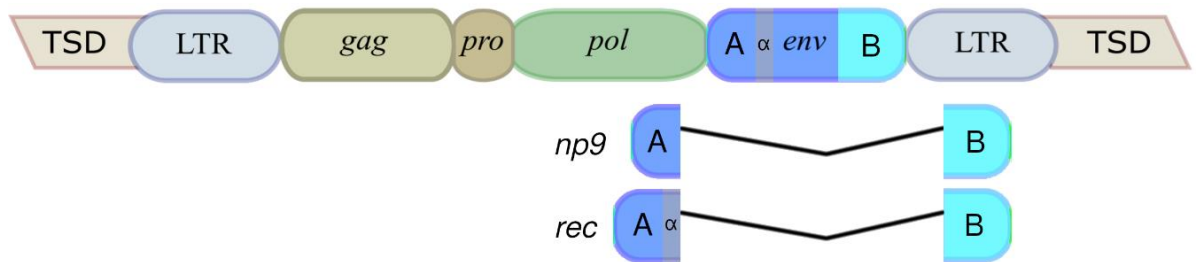 TSD LTR gag pro pol A α env B LTR TSD
np9 A B
rec A α B